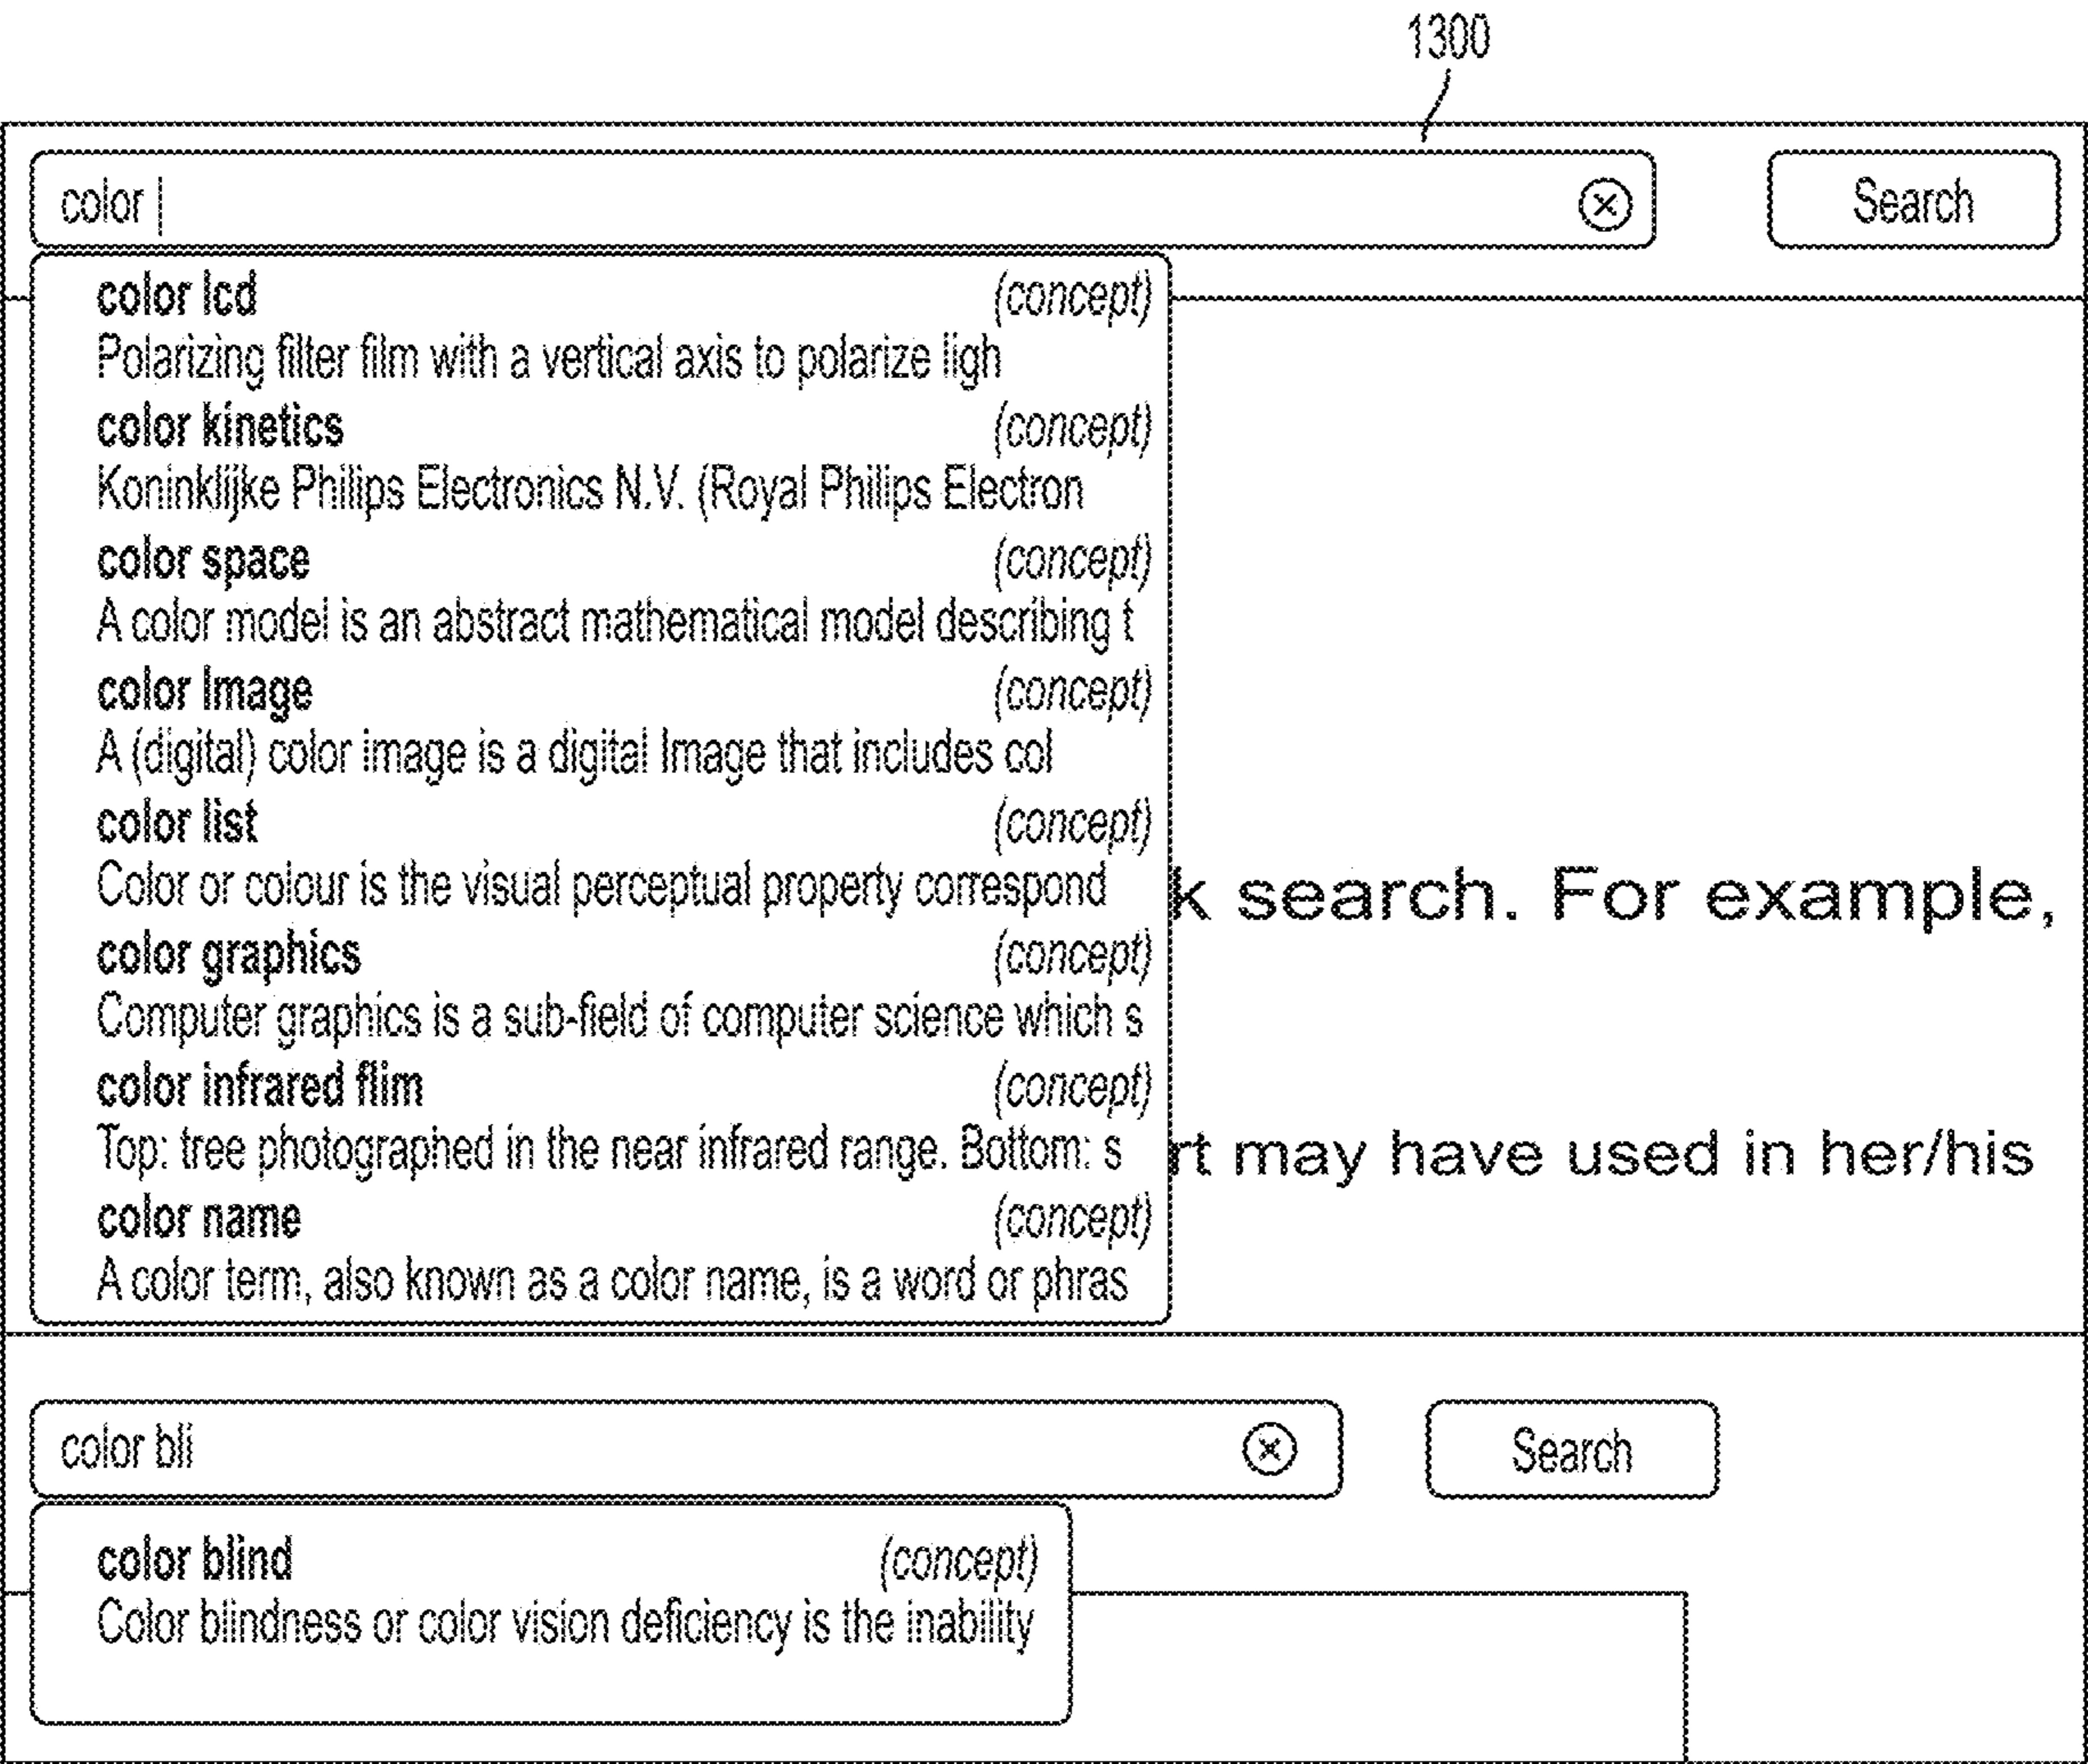 1300
color
Search
color lcd (concept)
Polarizing filter film with a vertical axis to polarize ligh
color kinetics (concept)
Koninklijke Philips Electronics N.V. (Royal Philips Electron
color space (concept)
A color model is an abstract mathematical model describing t
color Image (concept)
A (digital) color image is a digital Image that includes col
color list (concept)
Color or colour is the visual perceptual property correspond
k search. For example,
color graphics (concept)
Computer graphics is a sub-field of computer science which s
color infrared flim (concept)
Top: tree photographed in the near infrared range. Bottom: s
rt may have used in her/his
color name (concept)
A color term, also known as a color name, is a word or phras
color bli
Search
color blind (concept)
Color blindness or color vision deficiency is the inability